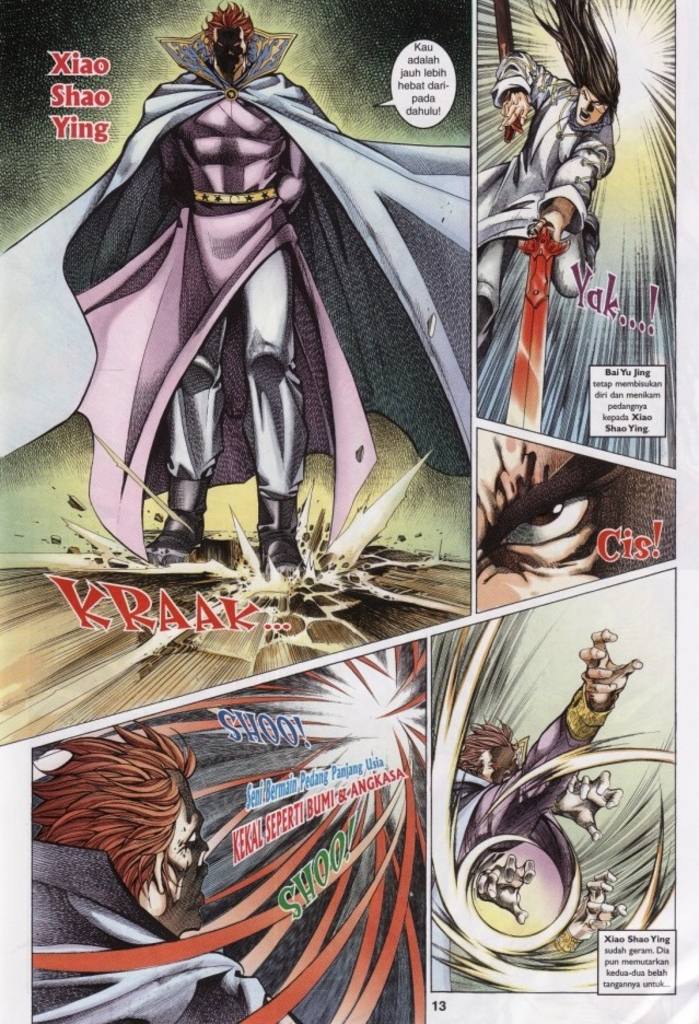 Xiao
Shao
Ying
Kau
adalah
jauh lebih
hebat dari-
pada
dahulu!
KRAAK...
Yak....!
Bai Yu Jing
tetap membisukan
diri dan menikam
pedangnya
kepada Xiao
Shao Ying.
Cis!
SHOO!
Seni Bermain Pedang Panjang Usia
KEKAL SEPERTI BUMI & ANGKASA
SHOO!
Xiao Shao Ying
sudah geram. Dia
pun memutarkan
kedua-dua belah
tangannya untuk...
13